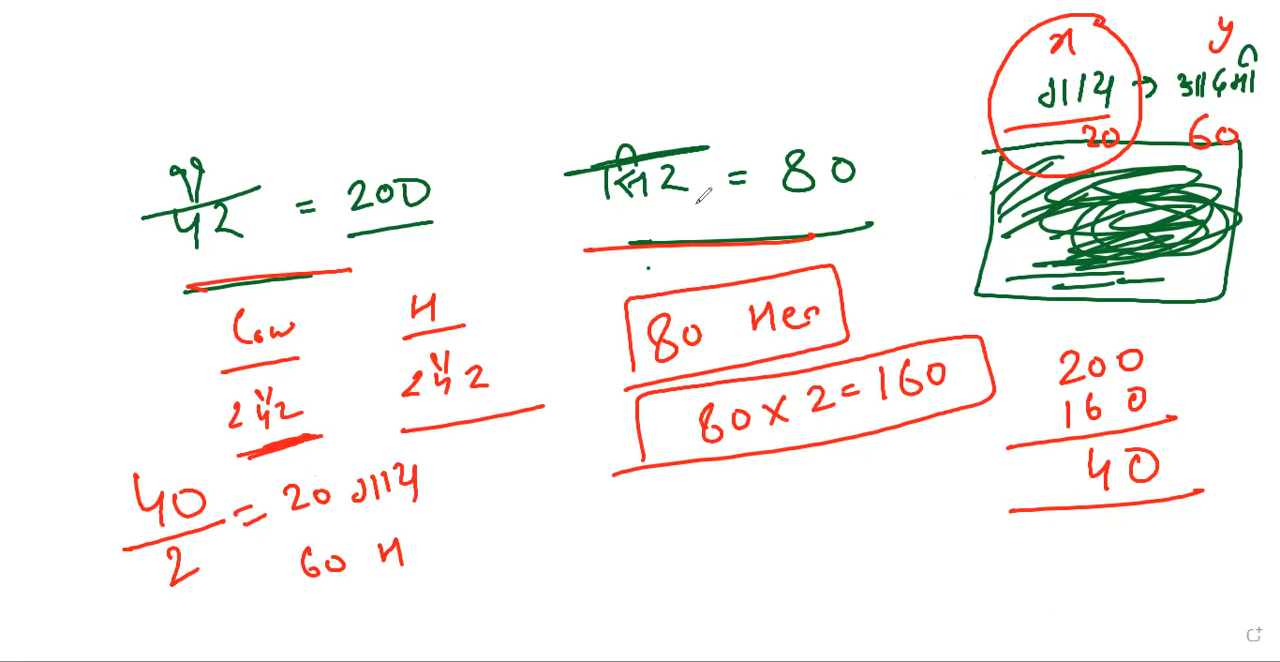 x y
गाय → आदमी
20 60
पैर = 200
सिर = 80
Cow H
2 पैर 2 पैर
80 Her
80 × 2 = 160
200
160
40
40/2 = 20 गाय
60 H